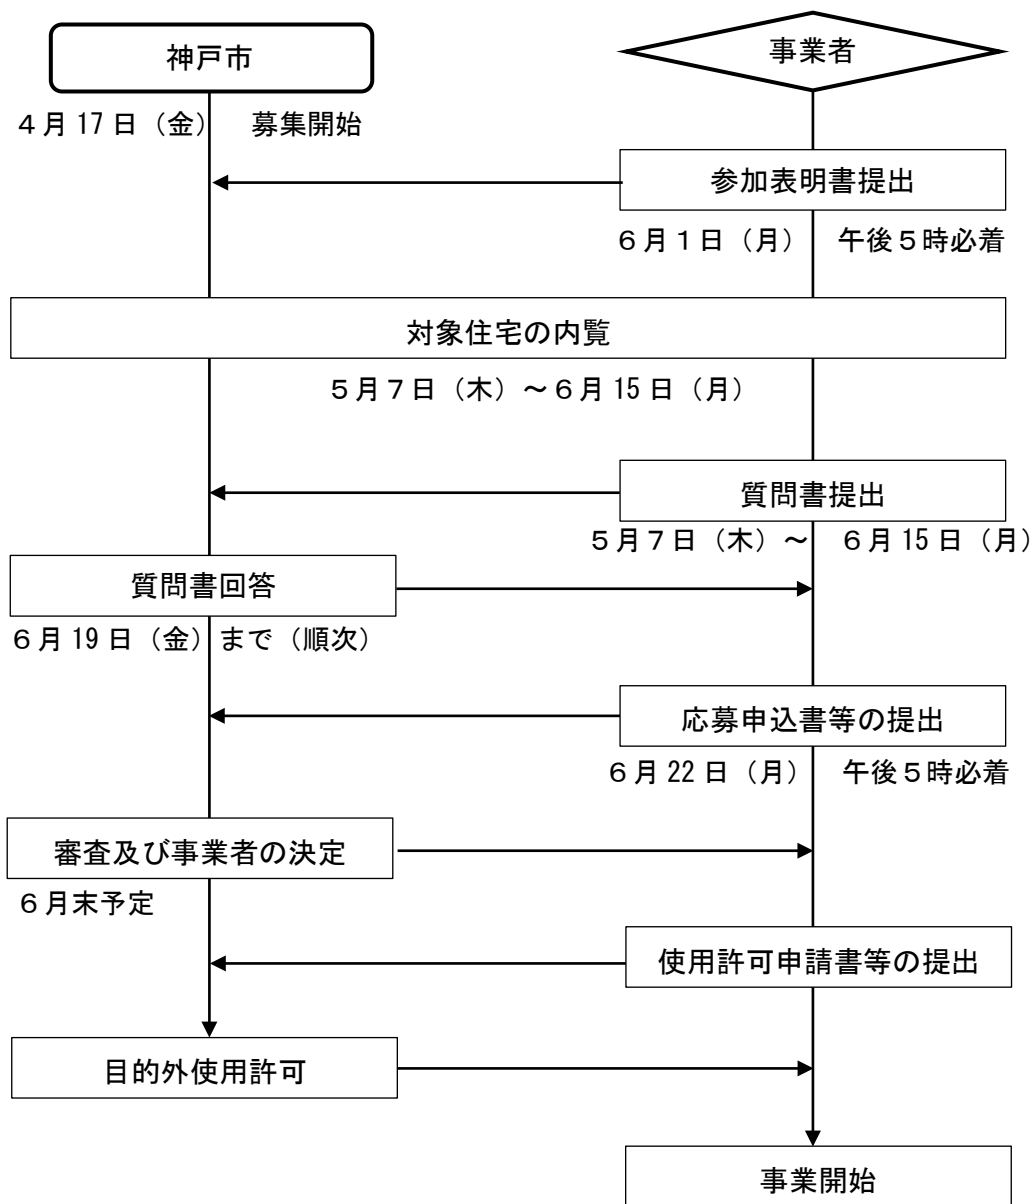 神戸市
事業者
４月17日（金） 募集開始
参加表明書提出
６月１日（月） 午後５時必着
対象住宅の内覧
５月７日（木）～６月15日（月）
質問書提出
５月７日（木）～ ６月15日（月）
質問書回答
６月19日（金）まで（順次）
応募申込書等の提出
６月22日（月） 午後５時必着
審査及び事業者の決定
６月末予定
使用許可申請書等の提出
目的外使用許可
事業開始